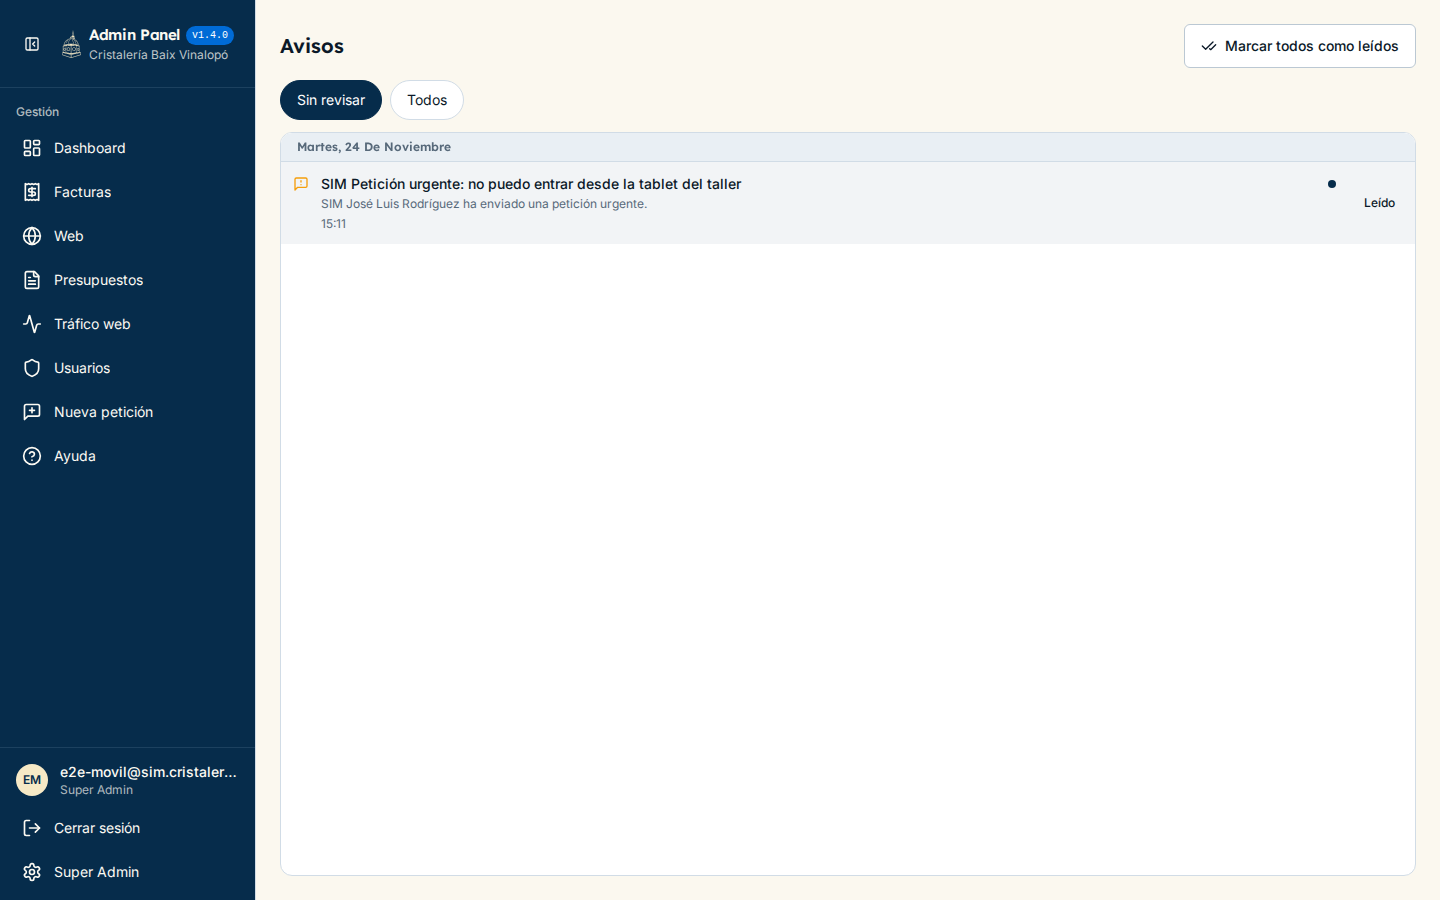 Admin Panel v1.4.0
Cristalería Baix Vinalopó
Gestión
Dashboard
Facturas
Web
Presupuestos
Tráfico web
Usuarios
Nueva petición
Ayuda
EM
e2e-movil@sim.cristaler...
Super Admin
Cerrar sesión
Super Admin
Avisos
Marcar todos como leídos
Sin revisar
Todos
Martes, 24 De Noviembre
SIM Petición urgente: no puedo entrar desde la tablet del taller
SIM José Luis Rodríguez ha enviado una petición urgente.
15:11
Leído